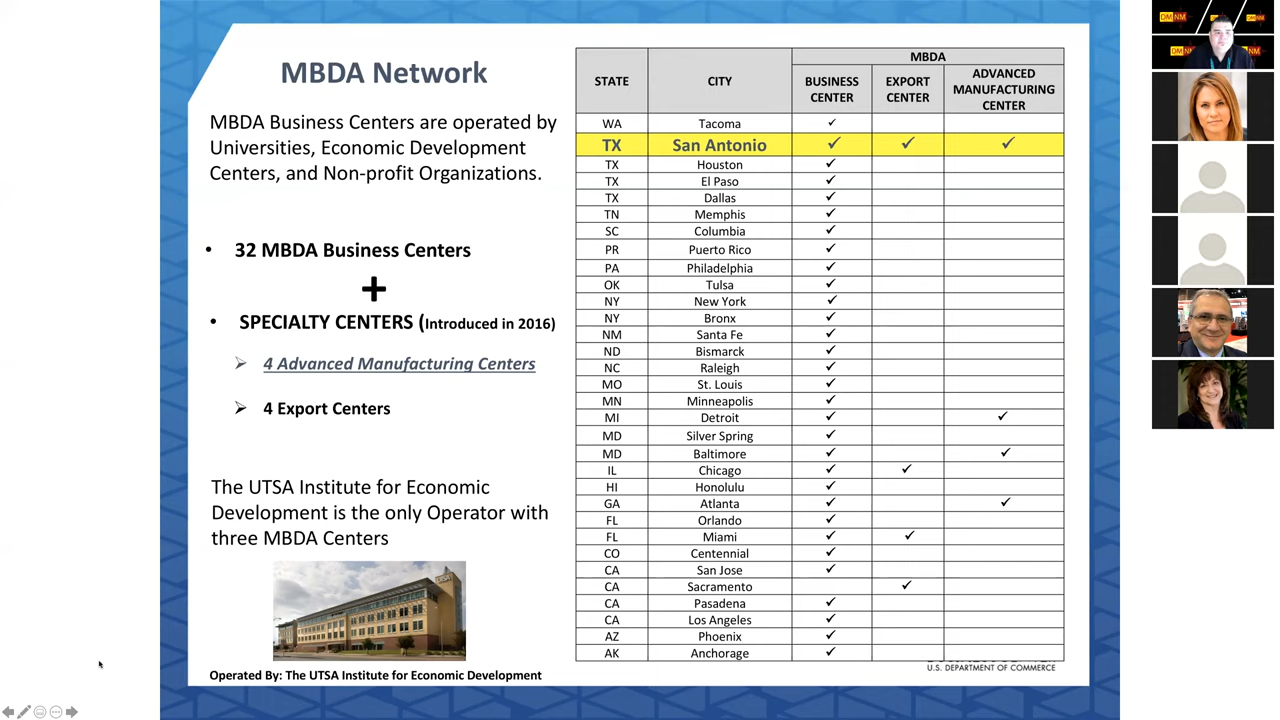 MBDA Network
MBDA Business Centers are operated by
Universities, Economic Development
Centers, and Non-profit Organizations.
• 32 MBDA Business Centers
+
• SPECIALTY CENTERS (Introduced in 2016)
➢ 4 Advanced Manufacturing Centers
➢ 4 Export Centers
The UTSA Institute for Economic
Development is the only Operator with
three MBDA Centers
Operated By: The UTSA Institute for Economic Development
MBDA
STATE CITY BUSINESS CENTER EXPORT CENTER ADVANCED MANUFACTURING CENTER
WA Tacoma ✓
TX San Antonio ✓ ✓ ✓
TX Houston ✓
TX El Paso ✓
TX Dallas ✓
TN Memphis ✓
SC Columbia ✓
PR Puerto Rico ✓
PA Philadelphia ✓
OK Tulsa ✓
NY New York ✓
NY Bronx ✓
NM Santa Fe ✓
ND Bismarck ✓
NC Raleigh ✓
MO St. Louis ✓
MN Minneapolis ✓
MI Detroit ✓ ✓
MD Silver Spring ✓
MD Baltimore ✓ ✓
IL Chicago ✓ ✓
HI Honolulu ✓
GA Atlanta ✓ ✓
FL Orlando ✓
FL Miami ✓ ✓
CO Centennial ✓
CA San Jose ✓
CA Sacramento ✓
CA Pasadena ✓
CA Los Angeles ✓
AZ Phoenix ✓
AK Anchorage ✓
U.S. DEPARTMENT OF COMMERCE
DM NM